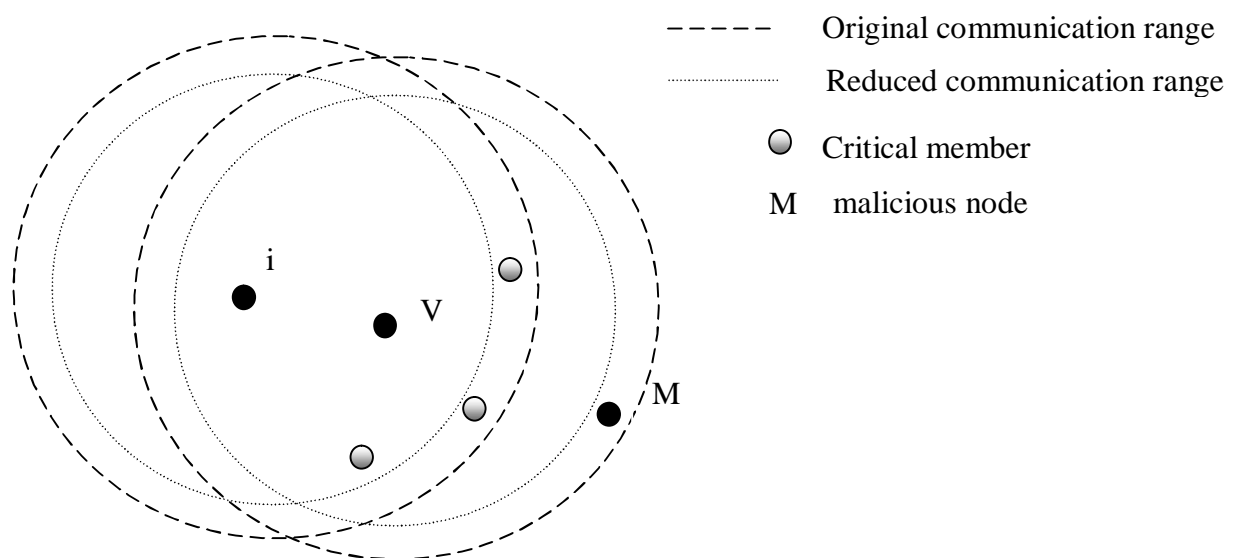 Original communication range
Reduced communication range
Critical member
M malicious node
i
V
M